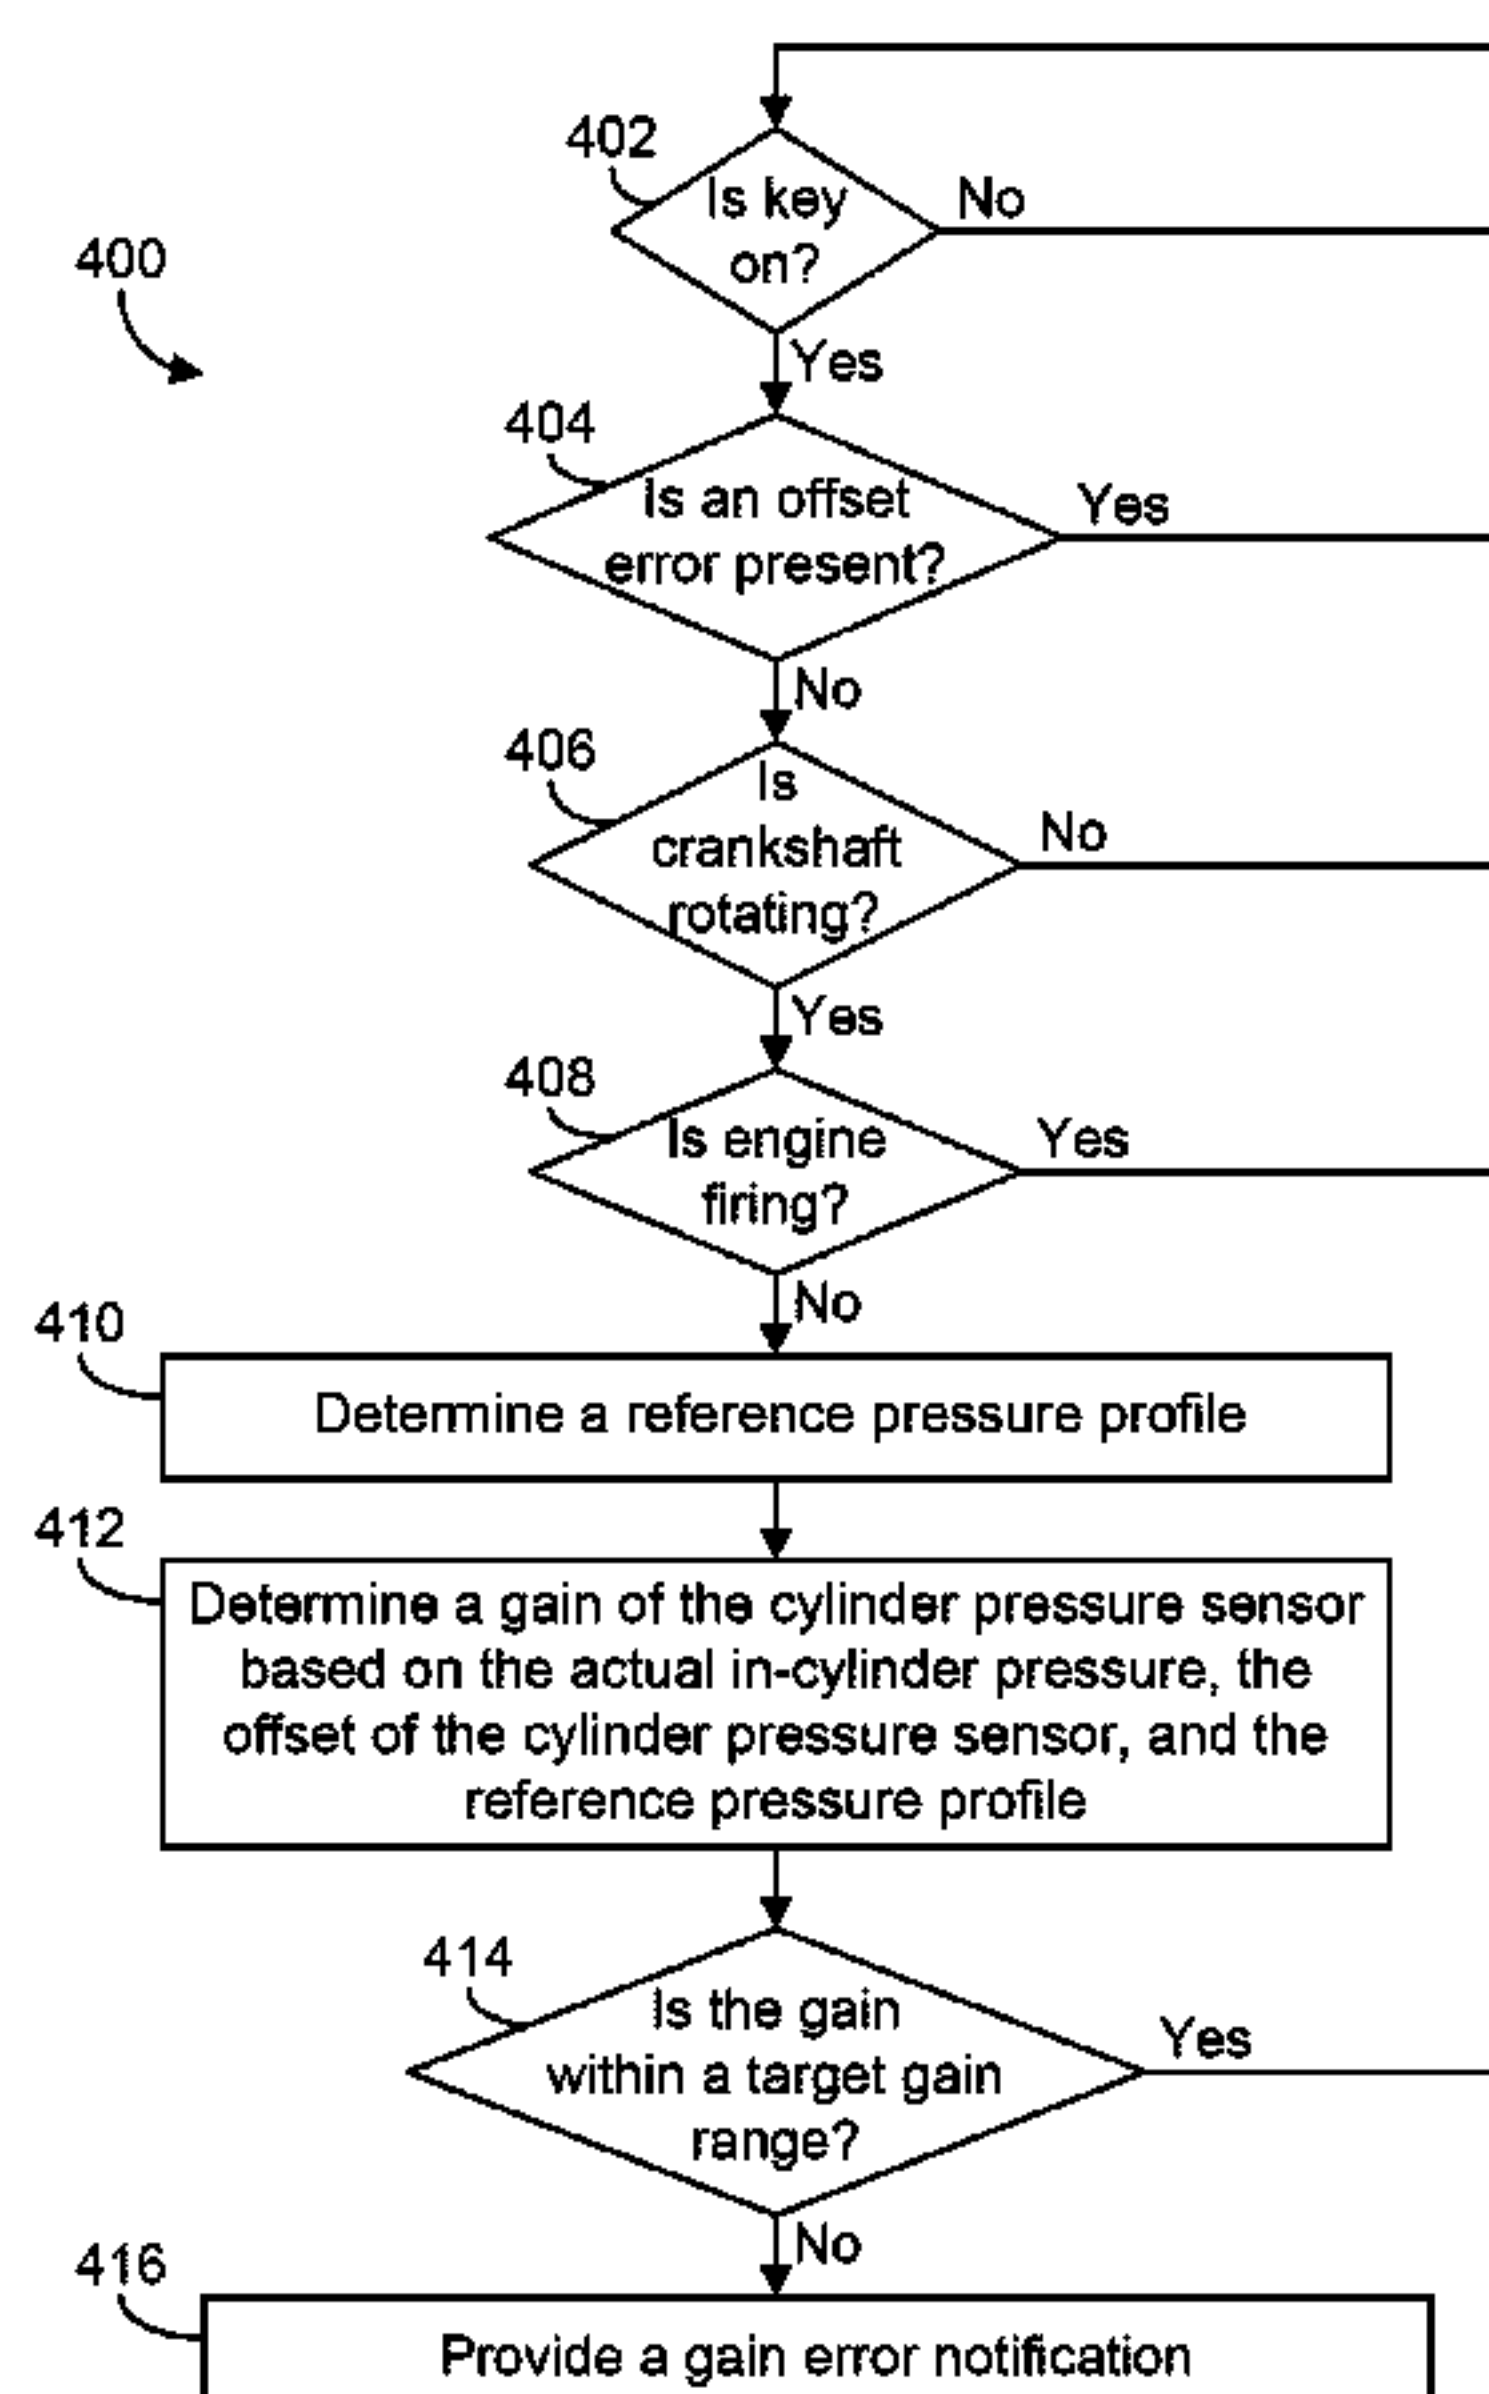 402
Is key
on?
No
400
Yes
404
Is an offset
error present?
Yes
No
406
Is
crankshaft
rotating?
No
Yes
408
Is engine
firing?
Yes
No
410
Determine a reference pressure profile
412
Determine a gain of the cylinder pressure sensor
based on the actual in-cylinder pressure, the
offset of the cylinder pressure sensor, and the
reference pressure profile
414
Is the gain
within a target gain
range?
Yes
No
416
Provide a gain error notification